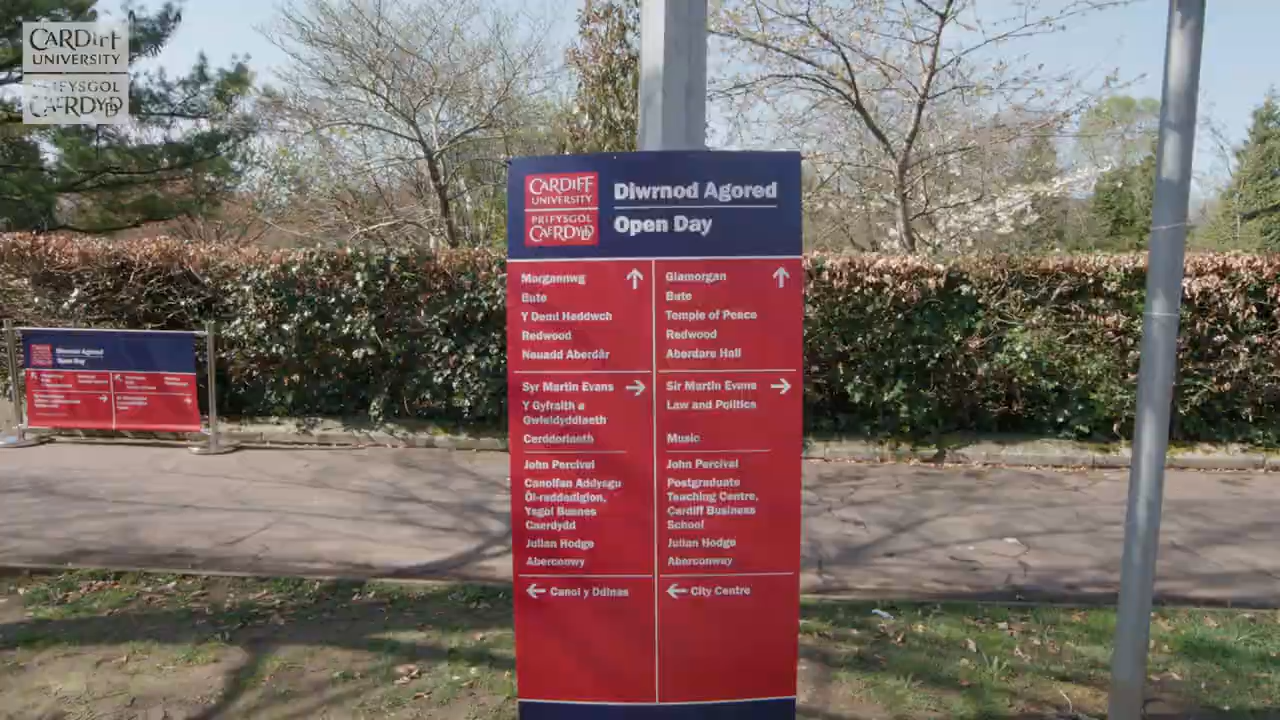 CARDIFF
UNIVERSITY
PRIFYSGOL
CAERDYDD
CARDIFF
UNIVERSITY
PRIFYSGOL
CAERDYDD
Diwrnod Agored
Open Day
Morgannwg
Bute
Y Deml Heddwch
Redwood
Neuadd Aberdâr
Syr Martin Evans
Y Gyfraith a
Gwleidyddiaeth
Cerddoriaeth
John Percival
Canolfan Addysgu
Ôl-raddedigion,
Ysgol Busnes
Caerdydd
Julian Hodge
Aberconwy
Canol y Ddinas
Glamorgan
Bute
Temple of Peace
Redwood
Aberdare Hall
Sir Martin Evans
Law and Politics
Music
John Percival
Postgraduate
Teaching Centre,
Cardiff Business
School
Julian Hodge
Aberconway
City Centre
Diwrnod Agored
Open Day